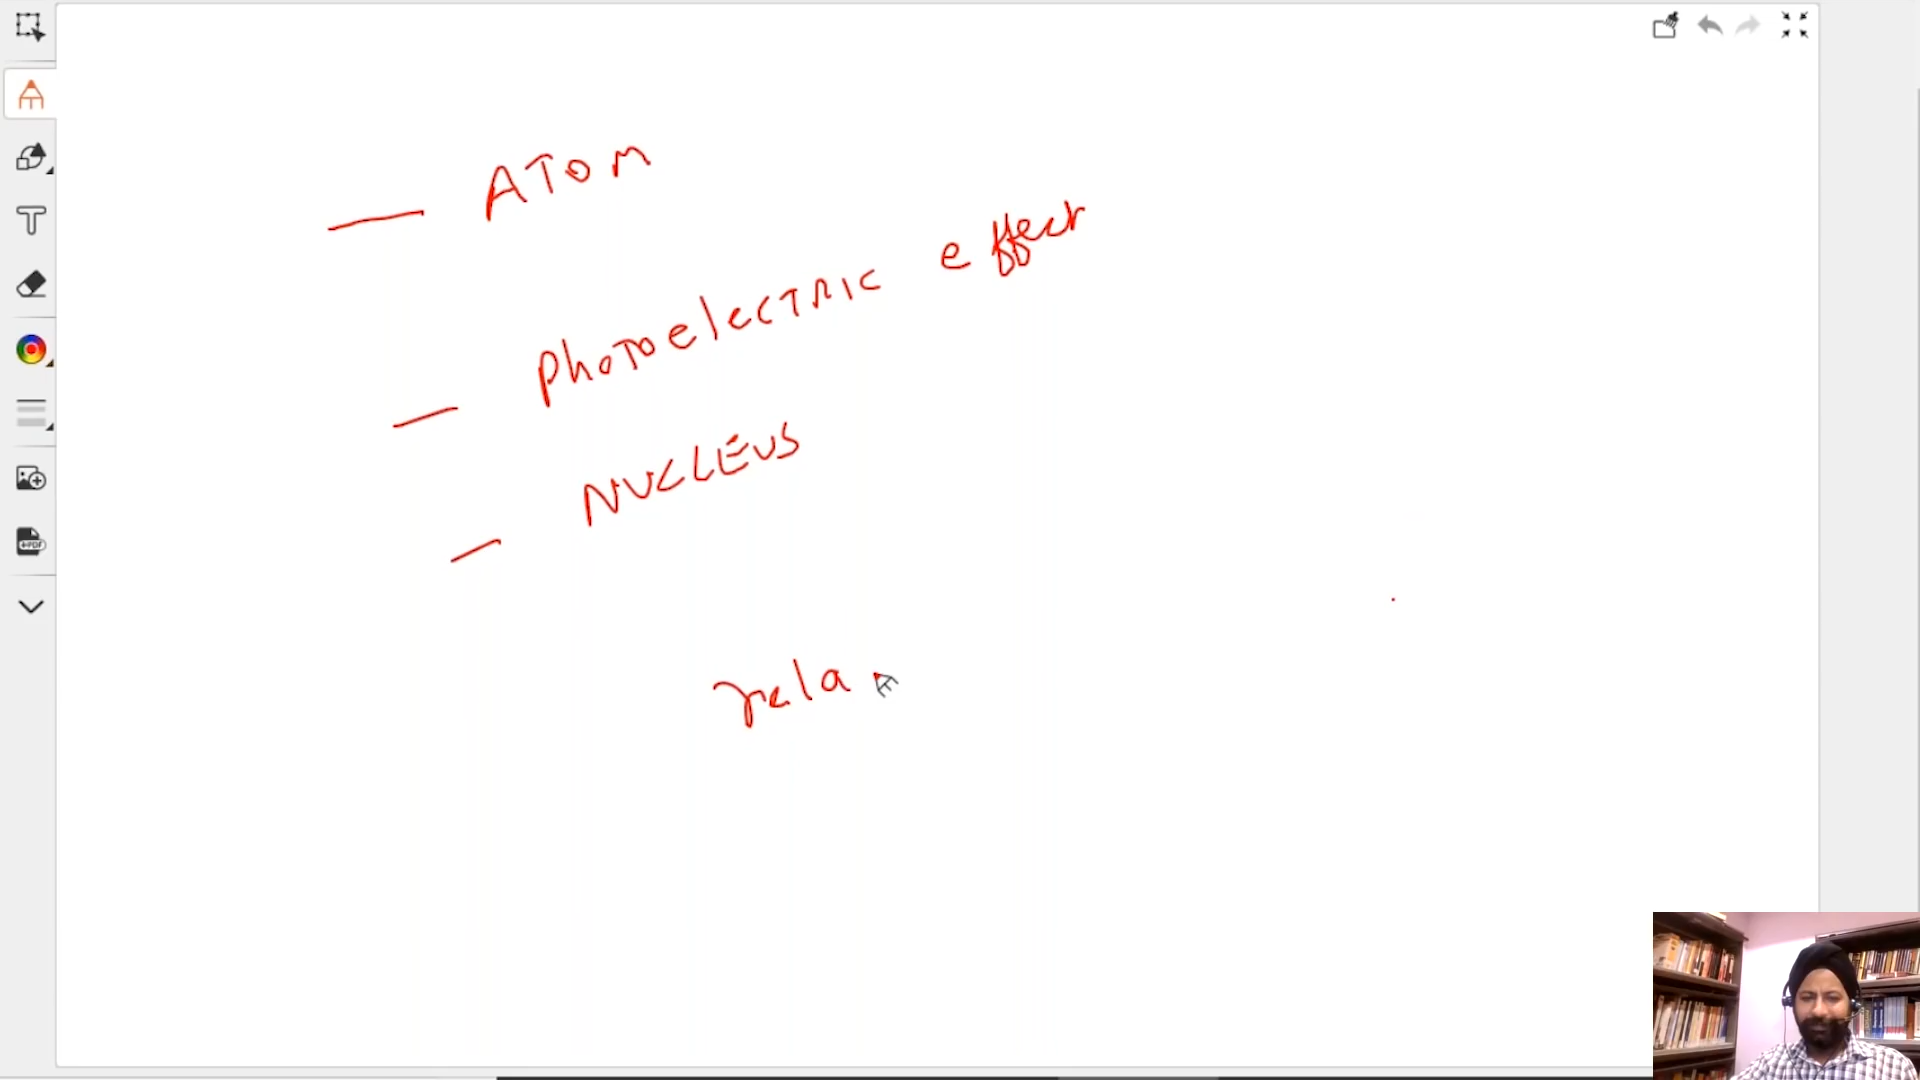 — ATOM
— Photoelectric effect
— NUCLEUS
rela